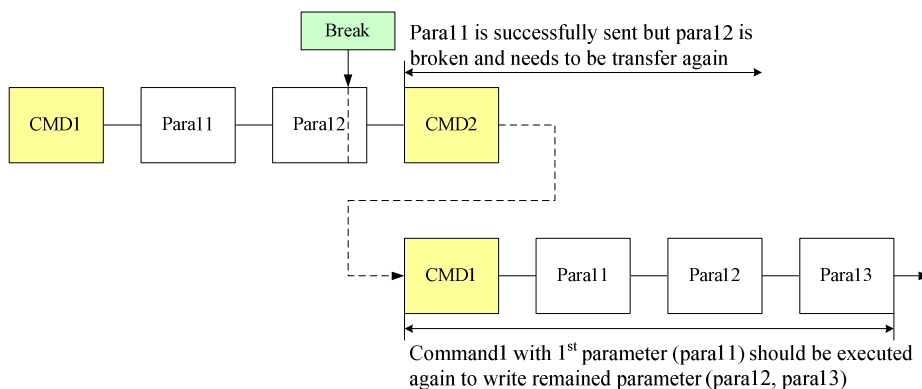 Break
Para11 is successfully sent but para12 is
broken and needs to be transfer again
CMD1
Para11
Para12
CMD2
CMD1
Para11
Para12
Para13
Command1 with 1st parameter (para11) should be executed
again to write remained parameter (para12, para13)